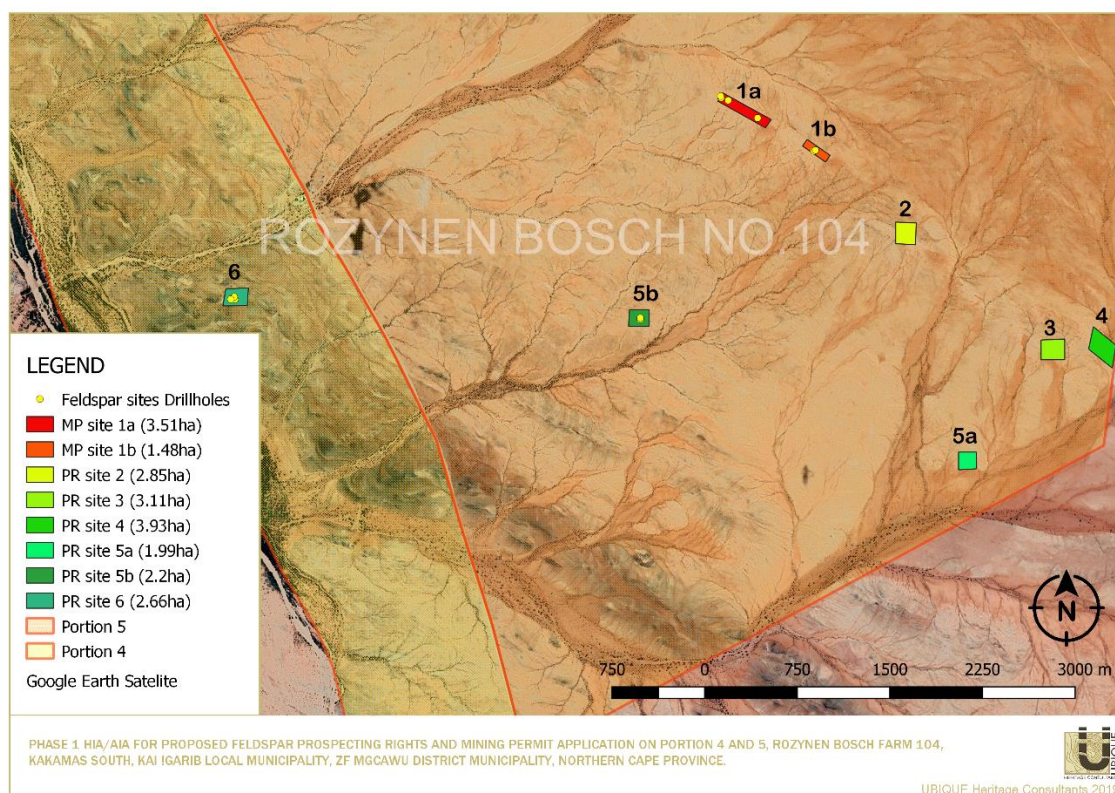 1a
1b
ROZYNEN BOSCH NO. 104
2
6
5b
3
4
5a
LEGEND
Feldspar sites Drillholes
MP site 1a (3.51ha)
MP site 1b (1.48ha)
PR site 2 (2.85ha)
PR site 3 (3.11ha)
PR site 4 (3.93ha)
PR site 5a (1.99ha)
PR site 5b (2.2ha)
PR site 6 (2.66ha)
Portion 5
Portion 4
Google Earth Satelite
N
750 0 750 1500 2250 3000 m
PHASE 1 HIA/AIA FOR PROPOSED FELDSPAR PROSPECTING RIGHTS AND MINING PERMIT APPLICATION ON PORTION 4 AND 5, ROZYNEN BOSCH FARM 104,
KAKAMAS SOUTH, KAI !GARIB LOCAL MUNICIPALITY, ZF MGCAWU DISTRICT MUNICIPALITY, NORTHERN CAPE PROVINCE.
UBIQUE
UBIQUE Heritage Consultants